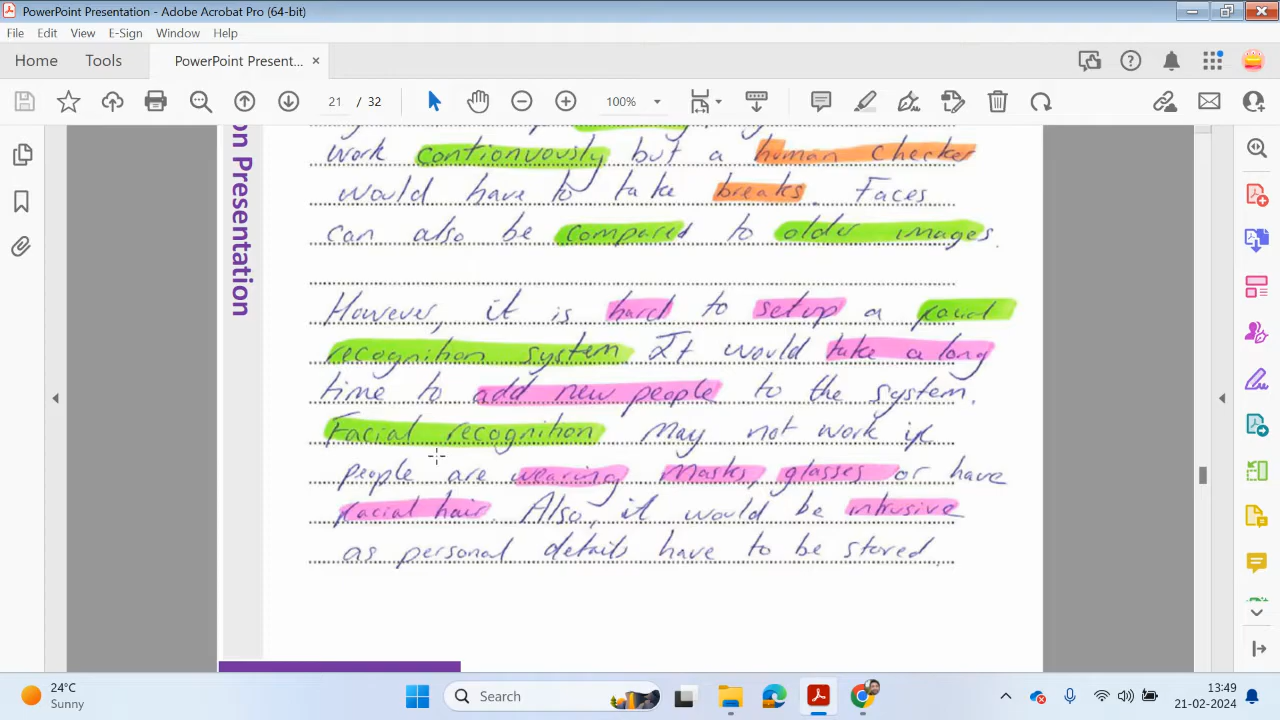 PowerPoint Presentation - Adobe Acrobat Pro (64-bit)
File Edit View E-Sign Window Help
Home Tools PowerPoint Present... ×
21 / 32 100%
on Presentation
work contionuously but a human checker
would have to take breaks. Faces
can also be compared to older images.
However, it is hard to setup a facial
recognition system It would take a long
time to add new people to the system.
Facial recognition may not work if
people are wearing masks, glasses or have
facial hair. Also, it would be intrusive
as personal details have to be stored.
24°C
Sunny
Search
13:49
21-02-2024